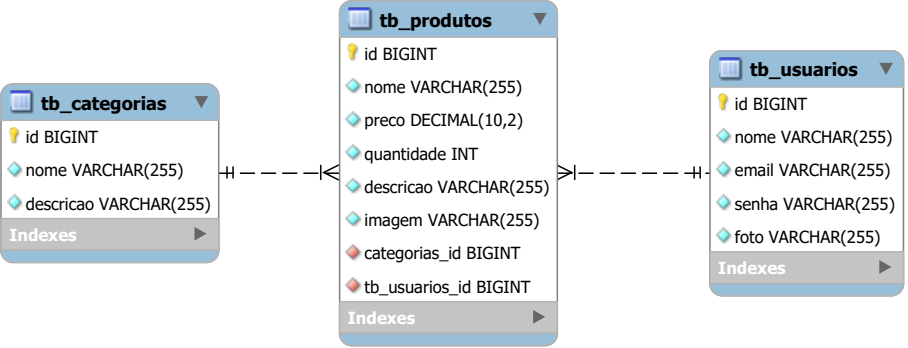 tb_categorias
id BIGINT
nome VARCHAR(255)
descricao VARCHAR(255)
Indexes
tb_produtos
id BIGINT
nome VARCHAR(255)
preco DECIMAL(10,2)
quantidade INT
descricao VARCHAR(255)
imagem VARCHAR(255)
categorias_id BIGINT
tb_usuarios_id BIGINT
Indexes
tb_usuarios
id BIGINT
nome VARCHAR(255)
email VARCHAR(255)
senha VARCHAR(255)
foto VARCHAR(255)
Indexes